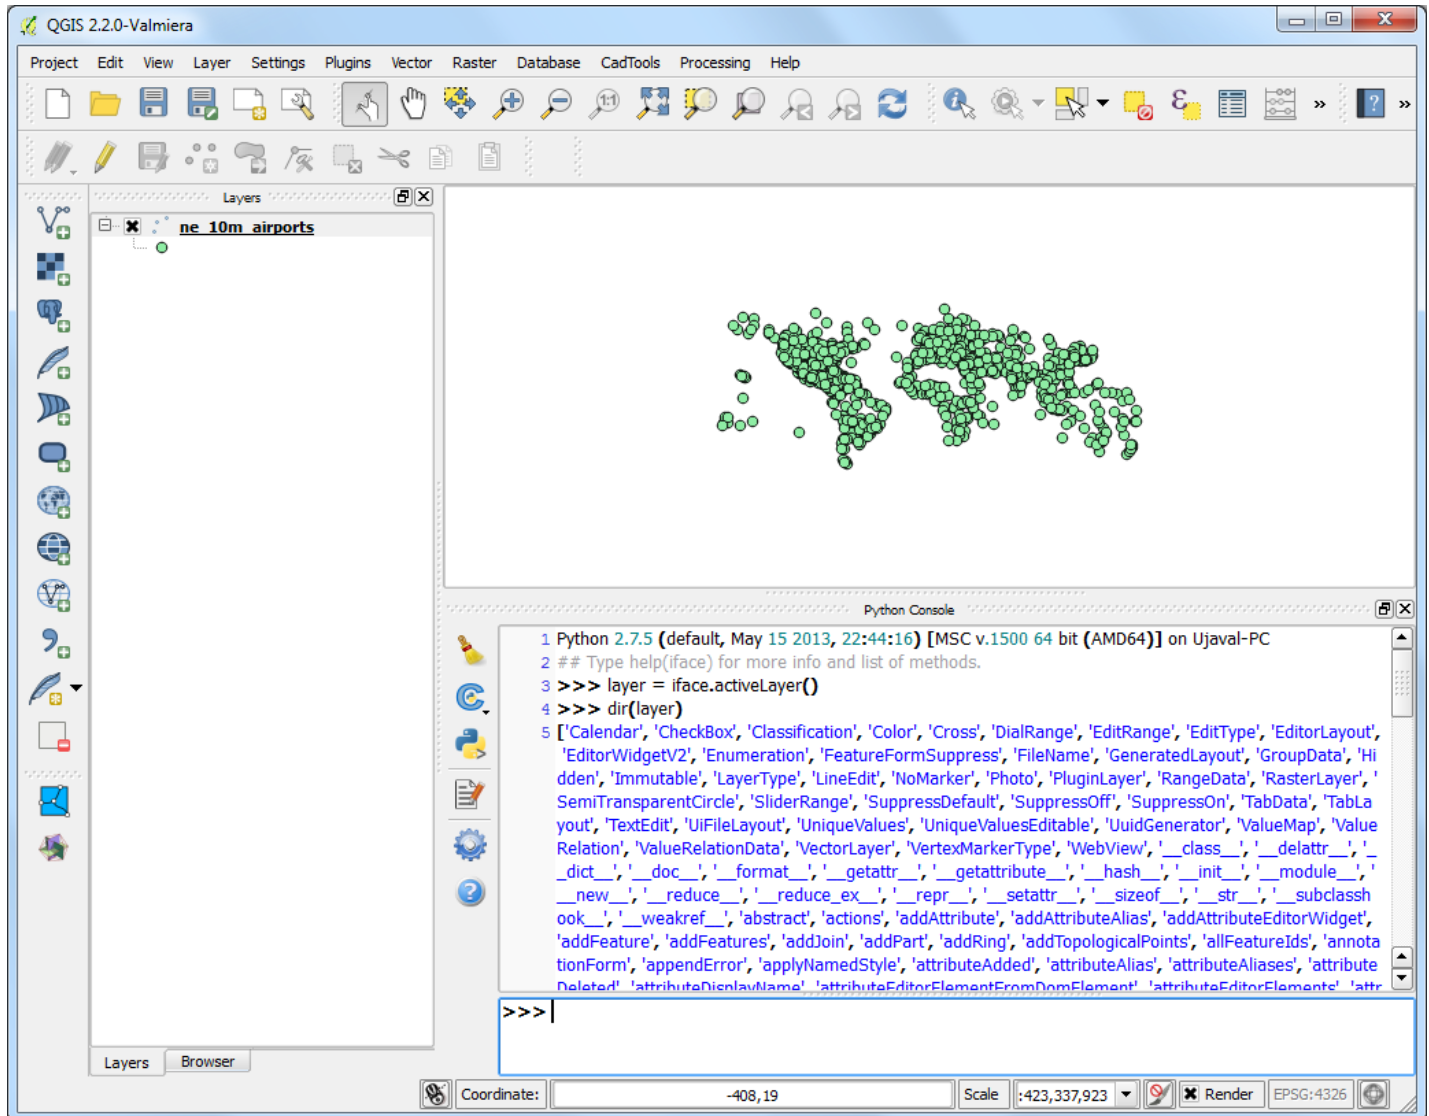 QGIS 2.2.0-Valmiera
Project Edit View Layer Settings Plugins Vector Raster Database CadTools Processing Help
1:1
ε
?
»
»
Layers
ne_10m_airports
Python Console
1 Python 2.7.5 (default, May 15 2013, 22:44:16) [MSC v.1500 64 bit (AMD64)] on Ujaval-PC
2 ## Type help(iface) for more info and list of methods.
3 >>> layer = iface.activeLayer()
4 >>> dir(layer)
5 ['Calendar', 'CheckBox', 'Classification', 'Color', 'Cross', 'DialRange', 'EditRange', 'EditType', 'EditorLayout',
'EditorWidgetV2', 'Enumeration', 'FeatureFormSuppress', 'FileName', 'GeneratedLayout', 'GroupData', 'Hi
dden', 'Immutable', 'LayerType', 'LineEdit', 'NoMarker', 'Photo', 'PluginLayer', 'RangeData', 'RasterLayer', '
SemiTransparentCircle', 'SliderRange', 'SuppressDefault', 'SuppressOff', 'SuppressOn', 'TabData', 'TabLa
yout', 'TextEdit', 'UiFileLayout', 'UniqueValues', 'UniqueValuesEditable', 'UuidGenerator', 'ValueMap', 'Value
Relation', 'ValueRelationData', 'VectorLayer', 'VertexMarkerType', 'WebView', '__class__', '__delattr__', '_
_dict__', '__doc__', '__format__', '__getattr__', '__getattribute__', '__hash__', '__init__', '__module__', '
__new__', '__reduce__', '__reduce_ex__', '__repr__', '__setattr__', '__sizeof__', '__str__', '__subclassh
ook__', '__weakref__', 'abstract', 'actions', 'addAttribute', 'addAttributeAlias', 'addAttributeEditorWidget',
'addFeature', 'addFeatures', 'addJoin', 'addPart', 'addRing', 'addTopologicalPoints', 'allFeatureIds', 'annota
tionForm', 'appendError', 'applyNamedStyle', 'attributeAdded', 'attributeAlias', 'attributeAliases', 'attribute
Deleted', 'attributeDisplayName', 'attributeEditorElementFromDomElement', 'attributeEditorElements', 'attr
>>>
Layers Browser
Coordinate: -408,19 Scale :423,337,923 Render EPSG:4326